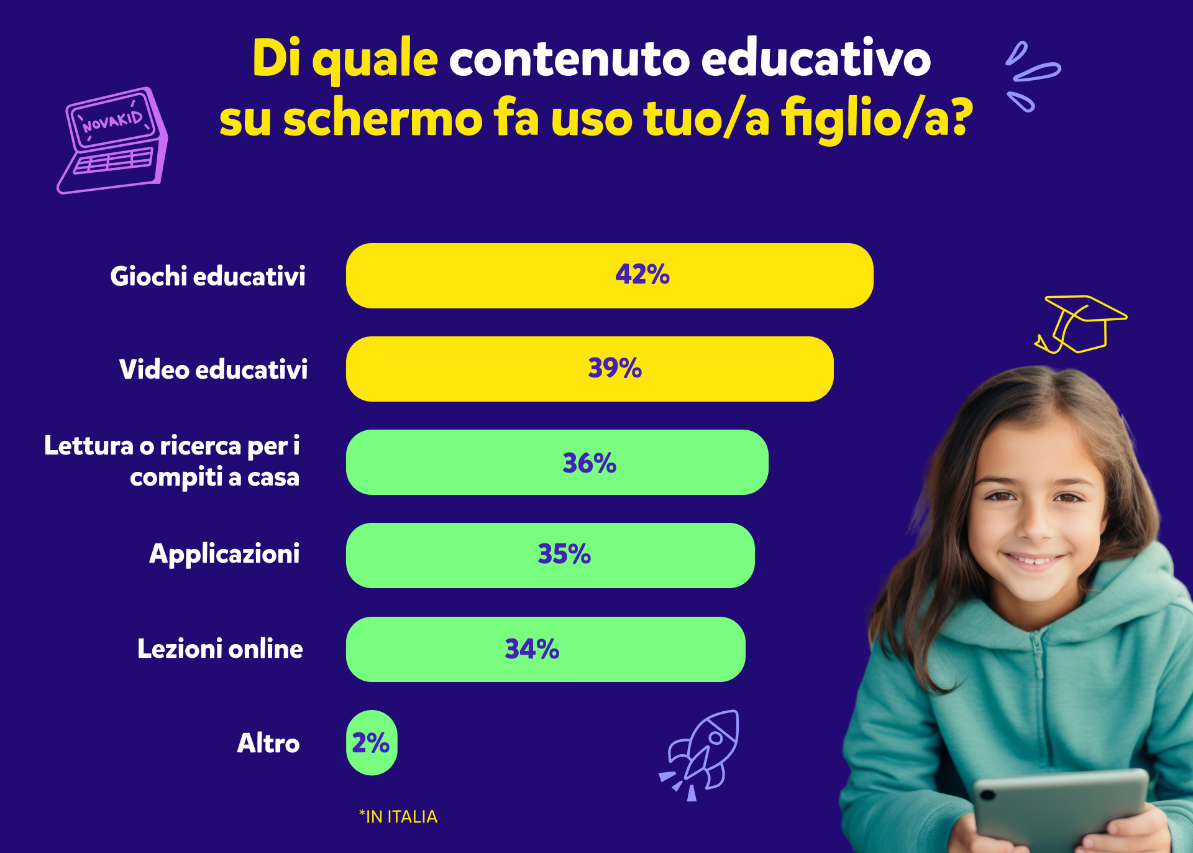 Di quale contenuto educativo
su schermo fa uso tuo/a figlio/a?
NOVAKID
Giochi educativi
42%
Video educativi
39%
Lettura o ricerca per i
compiti a casa
36%
Applicazioni
35%
Lezioni online
34%
Altro
2%
*IN ITALIA